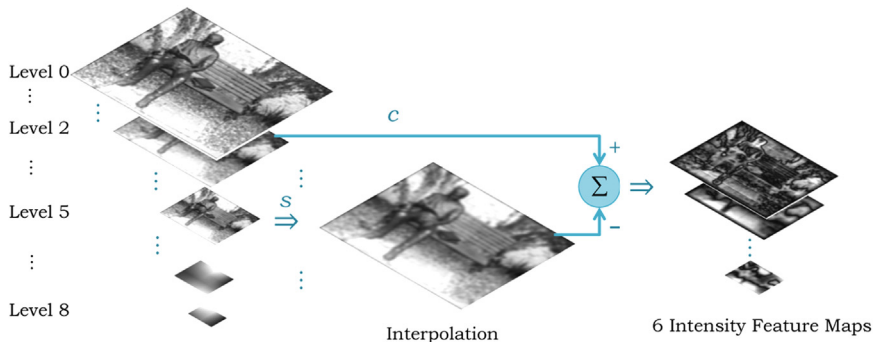 Level 0
...
Level 2
...
Level 5
...
Level 8
c
s
+
Σ
-
⇒
⇒
Interpolation
6 Intensity Feature Maps